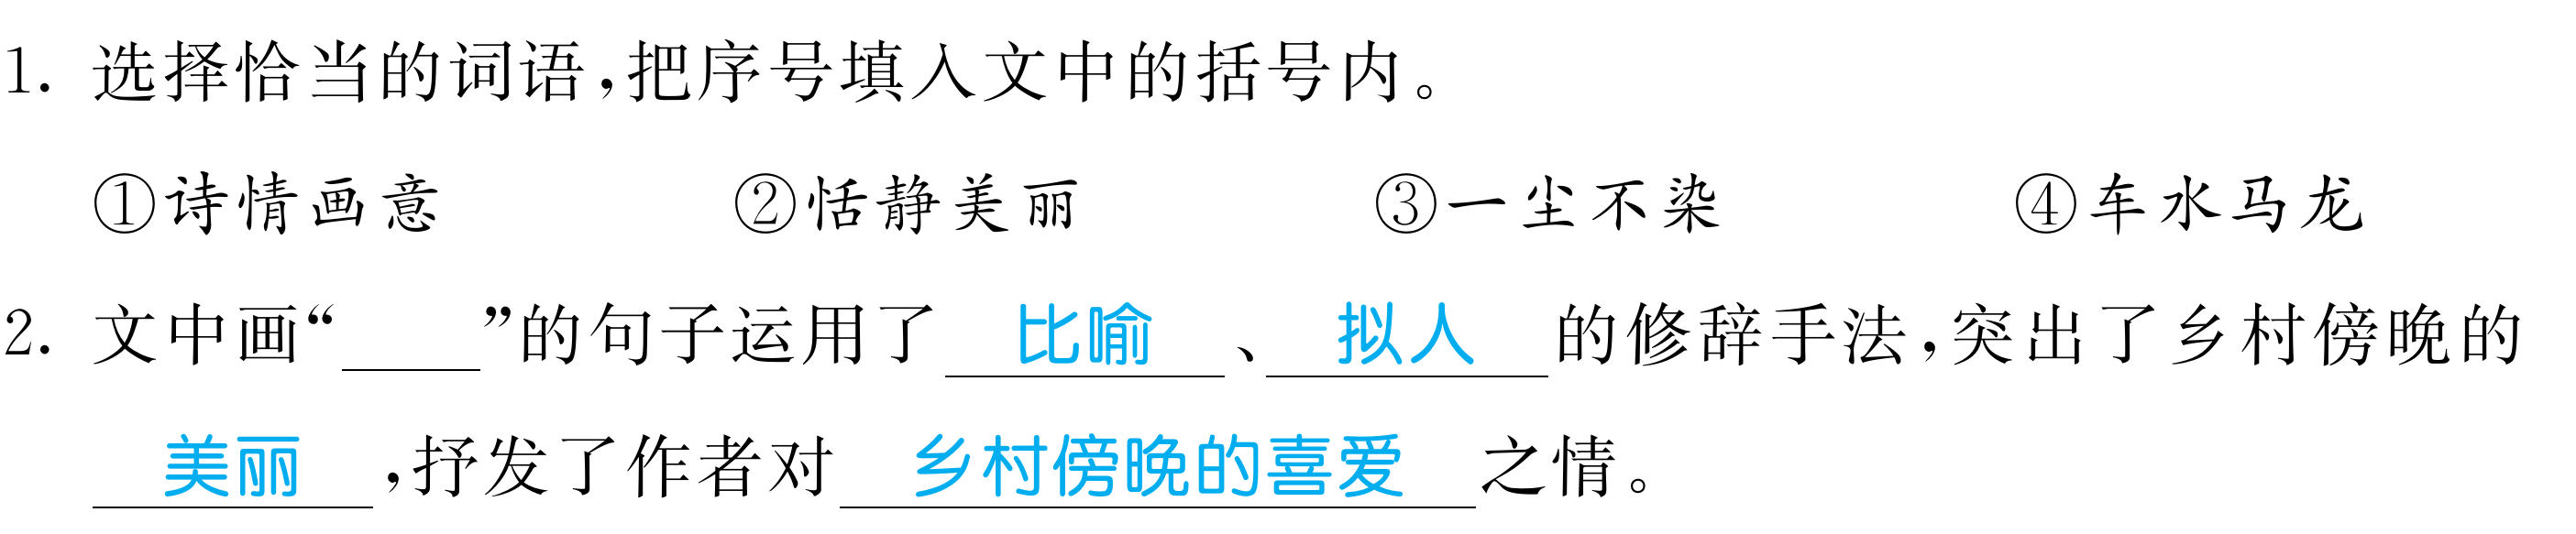 1. 选择恰当的词语,把序号填入文中的括号内。
①诗情画意 ②恬静美丽 ③一尘不染 ④车水马龙
2. 文中画“____”的句子运用了 比喻 、 拟人 的修辞手法,突出了乡村傍晚的
美丽 ,抒发了作者对 乡村傍晚的喜爱 之情。